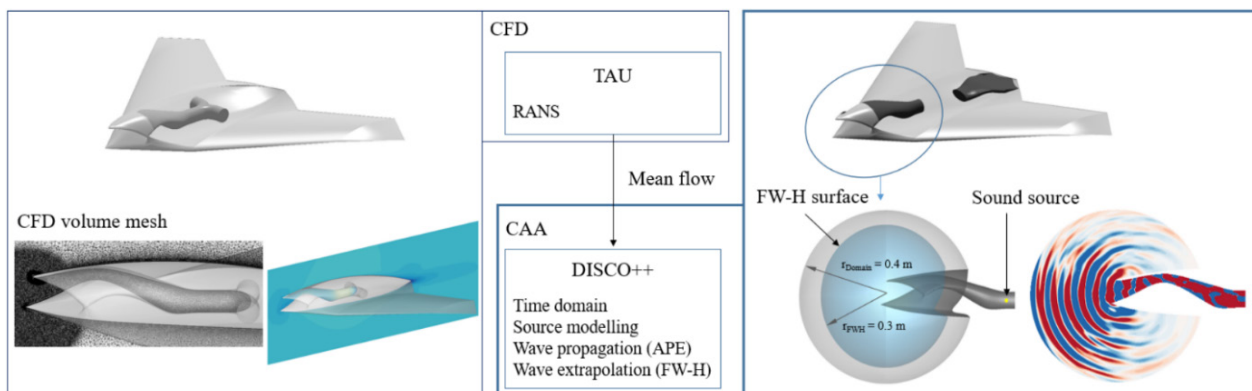 CFD
TAU
RANS
Mean flow
CFD volume mesh
CAA
DISCO++
Time domain
Source modelling
Wave propagation (APE)
Wave extrapolation (FW-H)
FW-H surface
Sound source
rDomain = 0.4 m
rFWH = 0.3 m